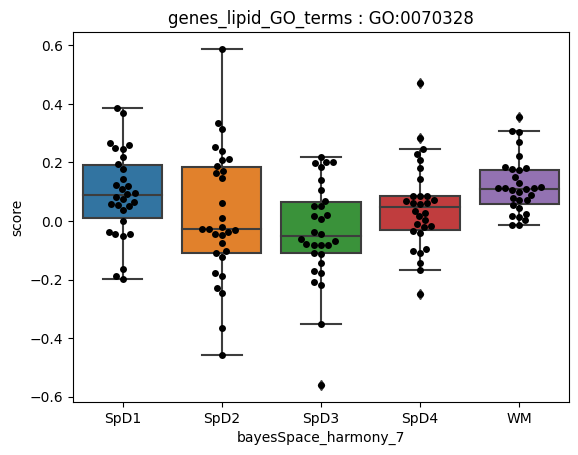 genes_lipid_GO_terms : GO:0070328
score
0.6
0.4
0.2
0.0
−0.2
−0.4
−0.6
SpD1 SpD2 SpD3 SpD4 WM
bayesSpace_harmony_7